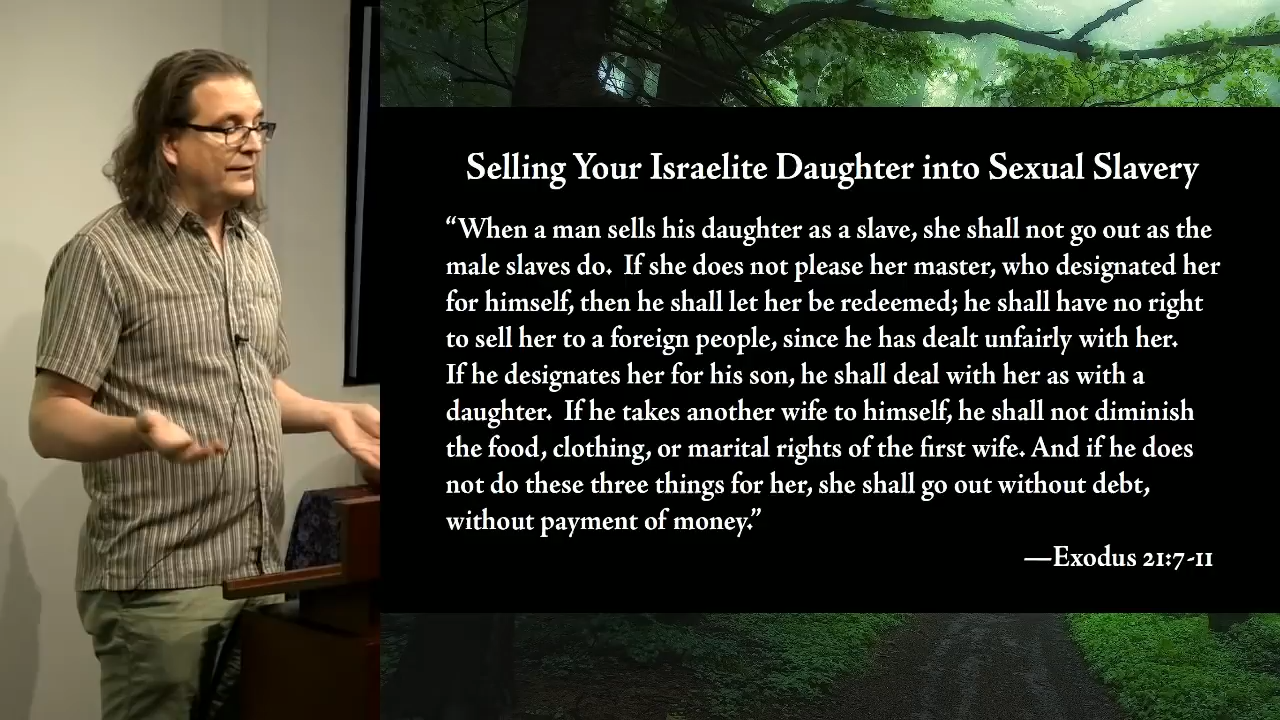 Selling Your Israelite Daughter into Sexual Slavery
“When a man sells his daughter as a slave, she shall not go out as the
male slaves do.  If she does not please her master, who designated her
for himself, then he shall let her be redeemed; he shall have no right
to sell her to a foreign people, since he has dealt unfairly with her.
If he designates her for his son, he shall deal with her as with a
daughter.  If he takes another wife to himself, he shall not diminish
the food, clothing, or marital rights of the first wife. And if he does
not do these three things for her, she shall go out without debt,
without payment of money.”
—Exodus 21:7-11